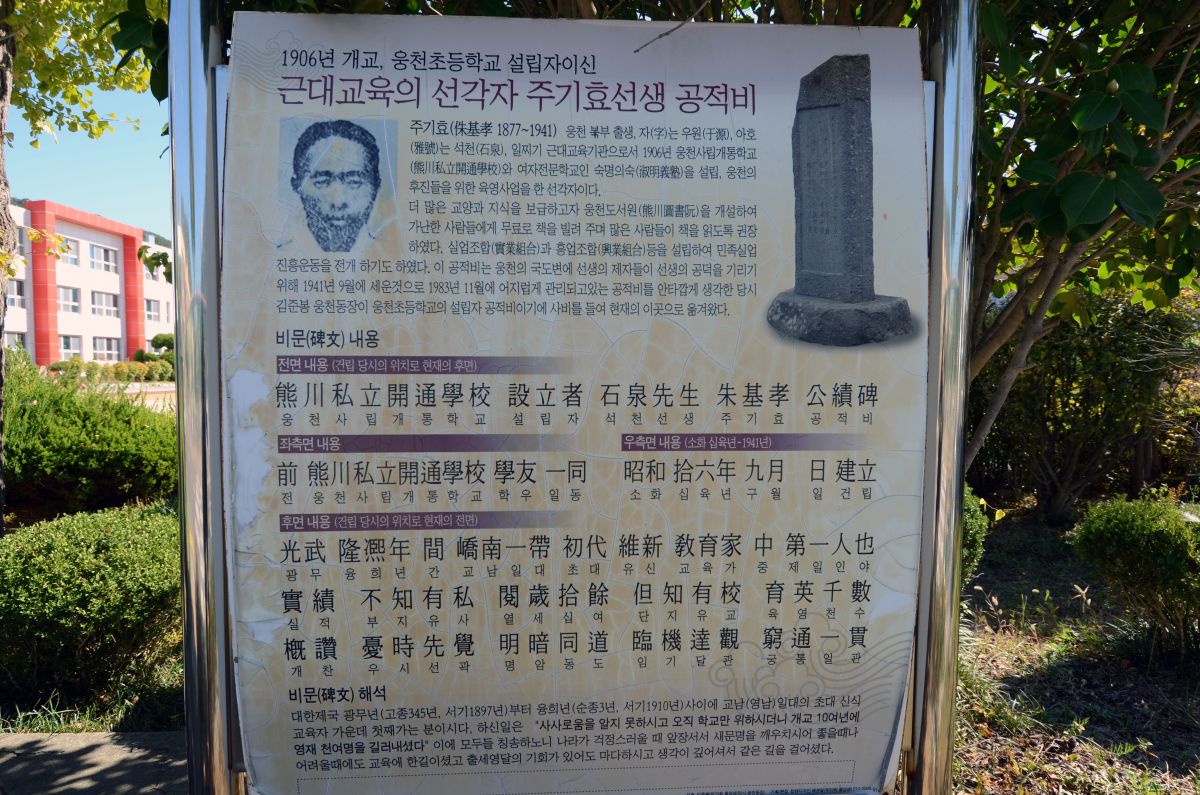 1906년 개교, 웅천초등학교 설립자이신
근대교육의 선각자 주기효선생 공적비
주기효(侏基孝 1877~1941) 웅천 북부 출생, 자(字)는 우원(于源), 아호
(雅號)는 석천(石泉), 일찌기 근대교육기관으로서 1906년 웅천사립개통학교
(熊川私立開通學校)와 여자전문학교인 숙명의숙(淑明義塾)을 설립, 웅천의
후진들을 위한 육영사업을 한 선각자이다.
더 많은 교양과 지식을 보급하고자 웅천도서원(熊川圖書阮)을 개설하여
가난한 사람들에게 무료로 책을 빌려 주며 많은 사람들이 책을 읽도록 권장
하였다. 실업조합(實業組合)과 흥업조합(興業組合)등을 설립하여 민족실업
진흥운동을 전개 하기도 하였다. 이 공적비는 웅천의 국도변에 선생의 제자들이 선생의 공덕을 기리기
위해 1941년 9월에 세운것으로 1983년 11월에 어지럽게 관리되고있는 공적비를 안타깝게 생각한 당시
김준봉 웅천동장이 웅천초등학교의 설립자 공적비이기에 사비를 들여 현재의 이곳으로 옮겨왔다.
비문(碑文) 내용
전면 내용 (건립 당시의 위치로 현재의 후면)
熊川私立開通學校 設立者 石泉先生 朱基孝 公績碑
웅천사립개통학교 설립자 석천선생 주기효 공적비
좌측면 내용
前 熊川私立開通學校 學友 一同
전 웅천사립개통학교 학우 일동
우측면 내용 (소화 십육년-1941년)
昭和 拾六年 九月 日 建立
소화 십육년 구월 일 건립
후면 내용 (건립 당시의 위치로 현재의 전면)
光武 隆凞年 間 嶠南一帶 初代 維新 敎育家 中 第一人也
광무 융희년 간 교남일대 초대 유신 교육가 중 제일인야
實績 不知有私 閱歲拾餘 但知有校 育英千數
실적 부지유사 열세십여 단지유교 육영천수
槪讚 憂時先覺 明暗同道 臨機達觀 窮通一貫
개찬 우시선각 명암동도 임기달관 궁통일관
비문(碑文) 해석
대한제국 광무년(고종345년, 서기1897년)부터 융희년(순종3년, 서기1910년)사이에 교남(영남)일대의 초대 신식
교육자 가운데 첫째가는 분이시다. 하신일은 "사사로움을 알지 못하시고 오직 학교만 위하시더니 개교 10여년에
영재 천여명을 길러내셨다" 이에 모두들 칭송하노니 나라가 걱정스러울 때 앞장서서 새문명을 깨우치시어 좋을때나
어려울때에도 교육에 한길이셨고 출세영달의 기회가 있어도 마다하시고 생각이 깊어셔서 같은 길을 걸어셨다.